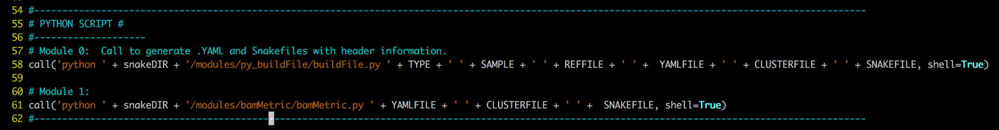 54 #------------------------------------------------------------------------------------------------------------------------------------------------------
55 # PYTHON SCRIPT #
56 #--------------------
57 # Module 0:  Call to generate .YAML and Snakefiles with header information.
58 call('python ' + snakeDIR + '/modules/py_buildFile/buildFile.py ' + TYPE + ' ' + SAMPLE + ' ' + REFFILE + ' ' +  YAMLFILE + ' ' + CLUSTERFILE + ' ' + SNAKEFILE, shell=True)
59
60 # Module 1:
61 call('python ' + snakeDIR + '/modules/bamMetric/bamMetric.py ' + YAMLFILE + ' ' + CLUSTERFILE + ' ' +  SNAKEFILE, shell=True)
62 #------------------------------------------------------------------------------------------------------------------------------------------------------